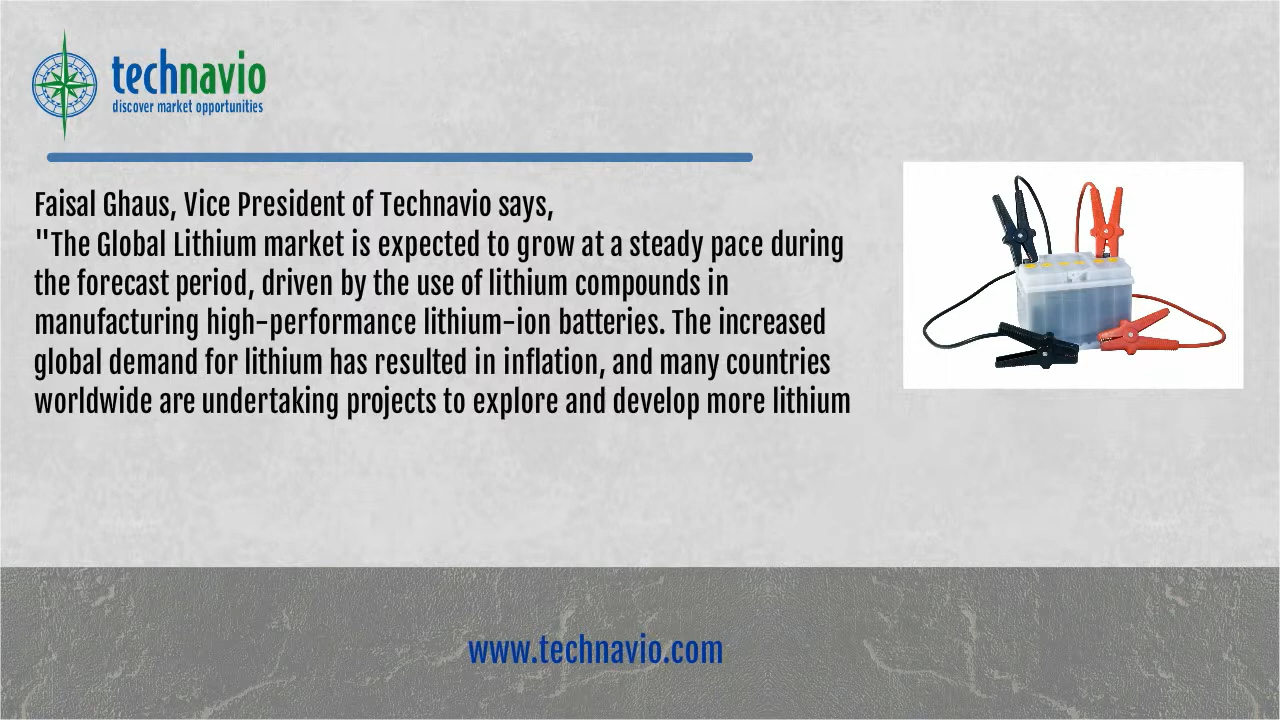 technavio
discover market opportunities
Faisal Ghaus, Vice President of Technavio says,
"The Global Lithium market is expected to grow at a steady pace during
the forecast period, driven by the use of lithium compounds in
manufacturing high-performance lithium-ion batteries. The increased
global demand for lithium has resulted in inflation, and many countries
worldwide are undertaking projects to explore and develop more lithium
www.technavio.com